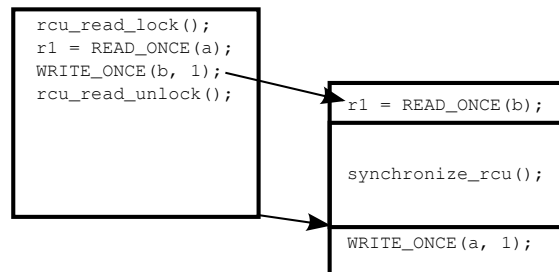 rcu_read_lock();
r1 = READ_ONCE(a);
WRITE_ONCE(b, 1);
rcu_read_unlock();
r1 = READ_ONCE(b);
synchronize_rcu();
WRITE_ONCE(a, 1);